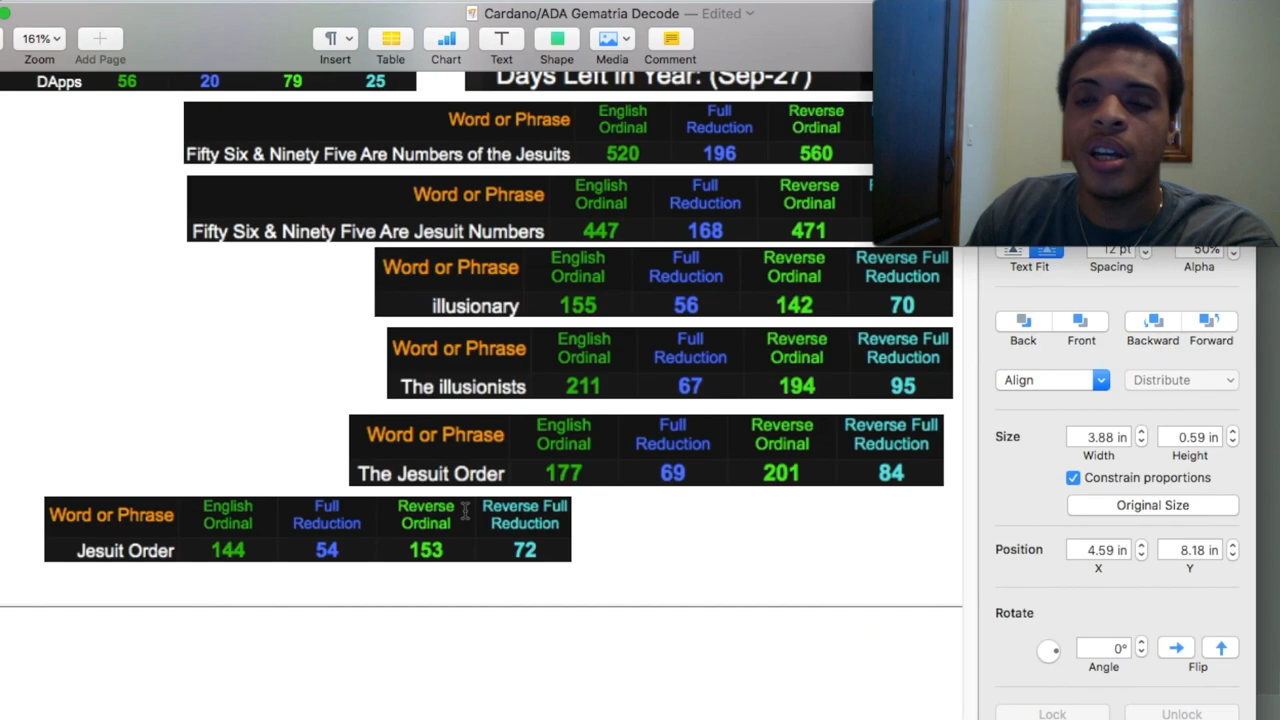 Cardano/ADA Gematria Decode — Edited
161%
Zoom
Add Page
Insert
Table
Chart
Text
Shape
Media
Comment
DApps 56 20 79 25
Days Left in Year: (Sep-27)
Word or Phrase English Ordinal Full Reduction Reverse Ordinal
Fifty Six & Ninety Five Are Numbers of the Jesuits 520 196 560
Word or Phrase English Ordinal Full Reduction Reverse Ordinal
Fifty Six & Ninety Five Are Jesuit Numbers 447 168 471
Word or Phrase English Ordinal Full Reduction Reverse Ordinal Reverse Full Reduction
illusionary 155 56 142 70
Word or Phrase English Ordinal Full Reduction Reverse Ordinal Reverse Full Reduction
The illusionists 211 67 194 95
Word or Phrase English Ordinal Full Reduction Reverse Ordinal Reverse Full Reduction
The Jesuit Order 177 69 201 84
Word or Phrase English Ordinal Full Reduction Reverse Ordinal Reverse Full Reduction
Jesuit Order 144 54 153 72
12 pt 50%
Text Fit Spacing Alpha
Back Front Backward Forward
Align Distribute
Size 3.88 in 0.59 in
Width Height
Constrain proportions
Original Size
Position 4.59 in 8.18 in
X Y
Rotate
0°
Angle Flip
Lock Unlock